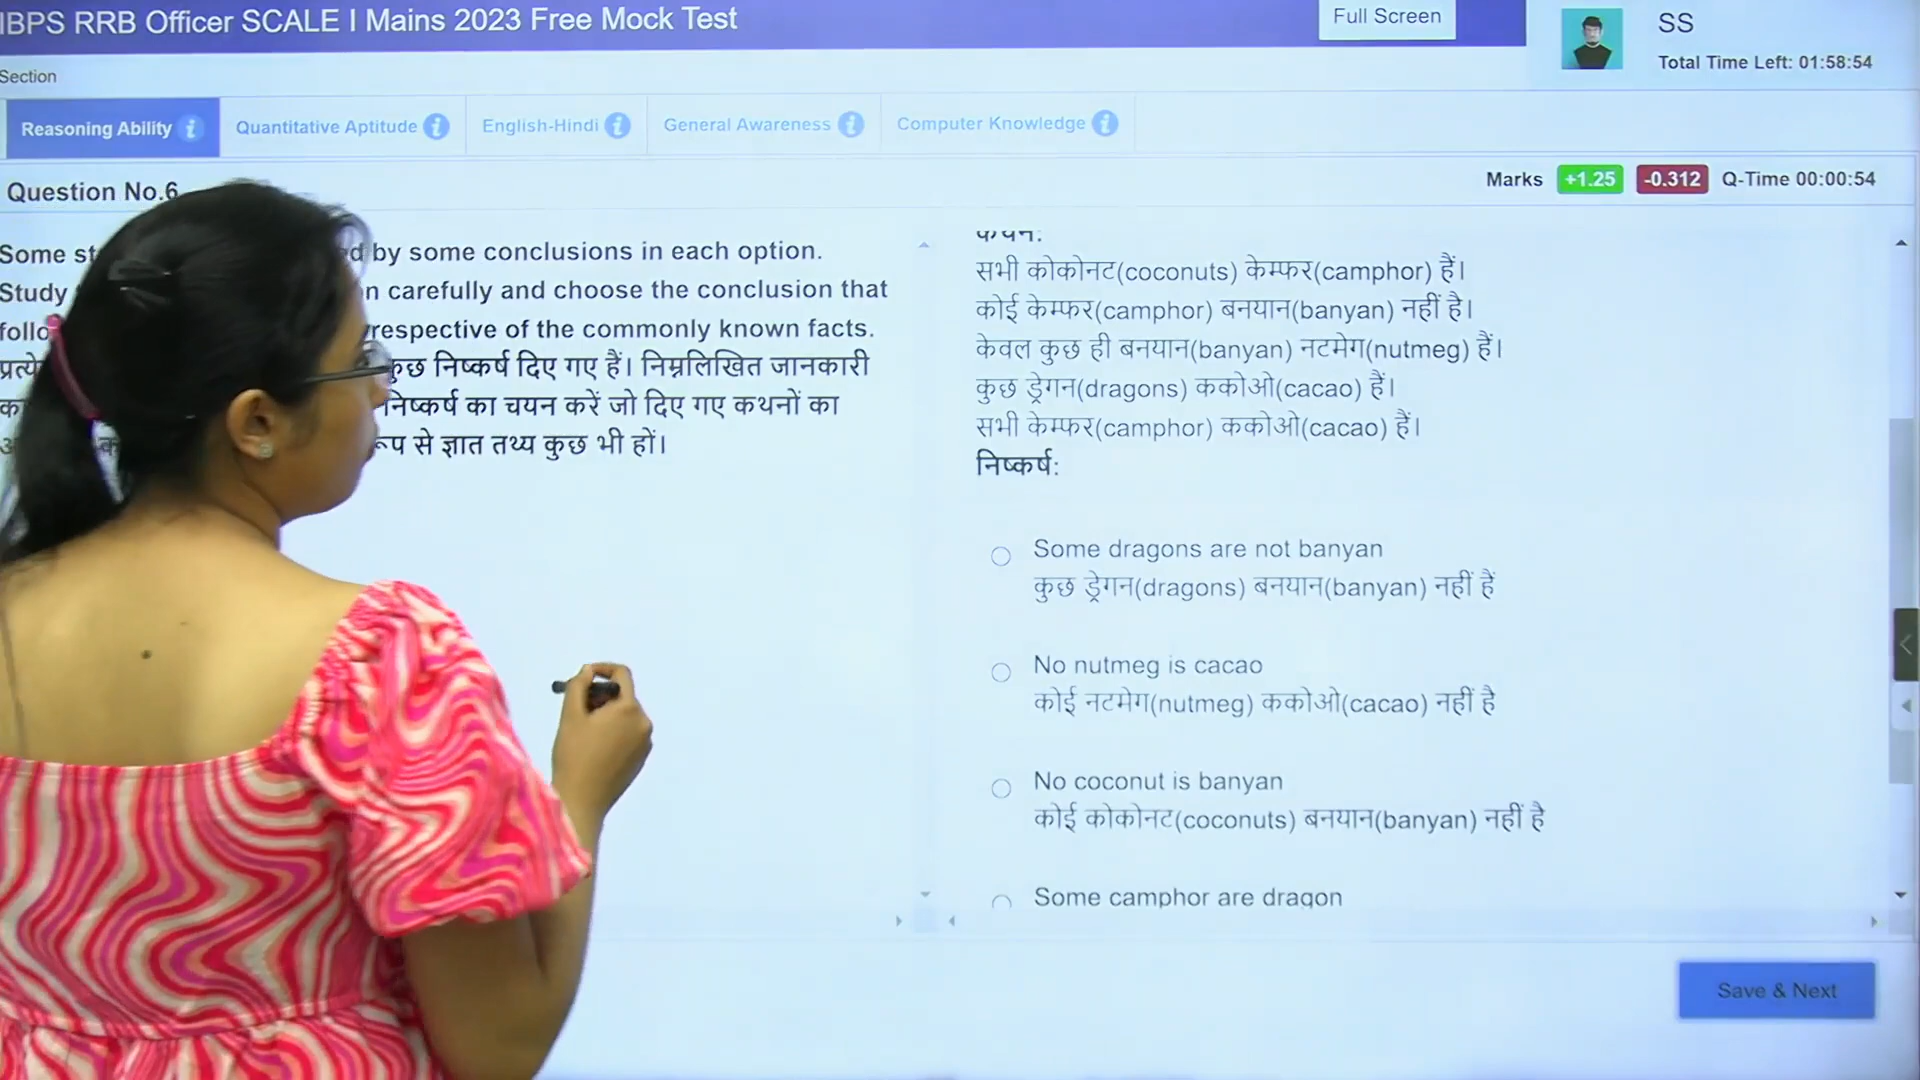 IBPS RRB Officer SCALE I Mains 2023 Free Mock Test
Full Screen
SS
Total Time Left: 01:58:54
Section
Reasoning Ability
Quantitative Aptitude
English-Hindi
General Awareness
Computer Knowledge
Question No.6
Marks +1.25 -0.312 Q-Time 00:00:54
Some by some conclusions in each option.
Study carefully and choose the conclusion that
respective of the commonly known facts.
कुछ निष्कर्ष दिए गए हैं। निम्नलिखित जानकारी
निष्कर्ष का चयन करें जो दिए गए कथनों का
से ज्ञात तथ्य कुछ भी हों।
कथन:
सभी कोकोनट(coconuts) केम्फर(camphor) हैं।
कोई केम्फर(camphor) बनयान(banyan) नहीं है।
केवल कुछ ही बनयान(banyan) नटमेग(nutmeg) हैं।
कुछ ड्रेगन(dragons) ककोओ(cacao) हैं।
सभी केम्फर(camphor) ककोओ(cacao) हैं।
निष्कर्ष:
Some dragons are not banyan
कुछ ड्रेगन(dragons) बनयान(banyan) नहीं हैं
No nutmeg is cacao
कोई नटमेग(nutmeg) ककोओ(cacao) नहीं है
No coconut is banyan
कोई कोकोनट(coconuts) बनयान(banyan) नहीं है
Some camphor are dragon
Save & Next